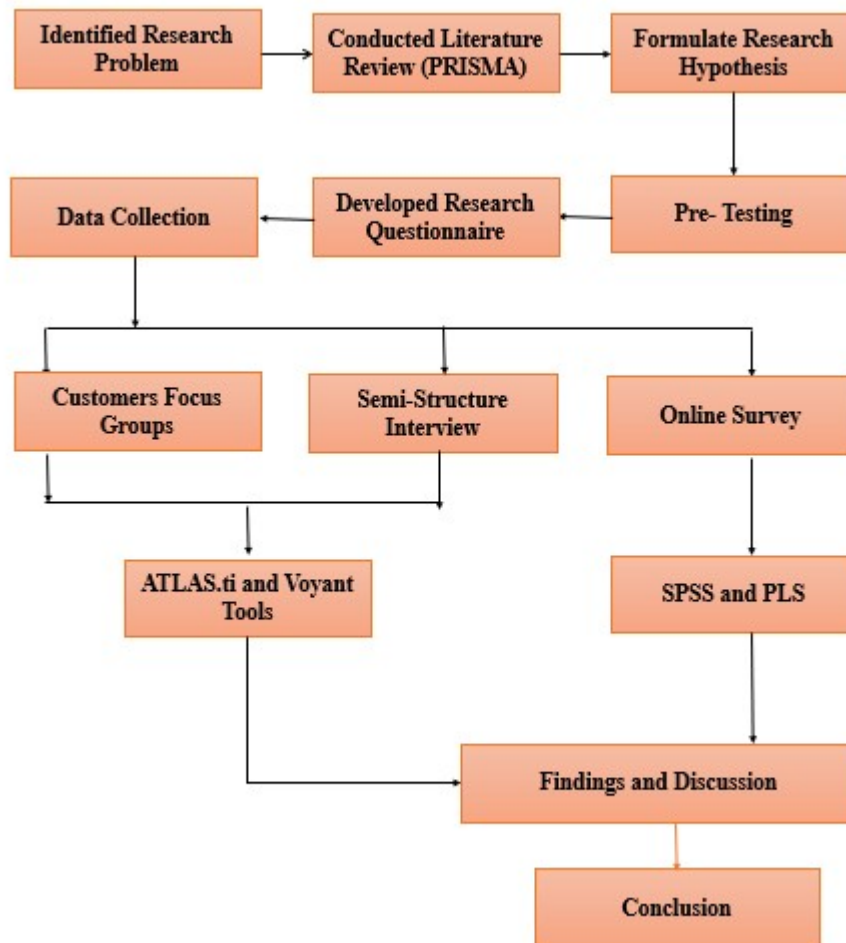 Identified Research
Problem
Conducted Literature
Review (PRISMA)
Formulate Research
Hypothesis
Pre- Testing
Developed Research
Questionnaire
Data Collection
Customers Focus
Groups
Semi-Structure
Interview
Online Survey
ATLAS.ti and Voyant
Tools
SPSS and PLS
Findings and Discussion
Conclusion